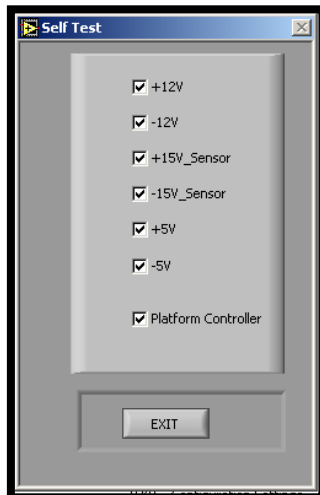 Self Test
+12V
-12V
+15V_Sensor
-15V_Sensor
+5V
-5V
Platform Controller
EXIT